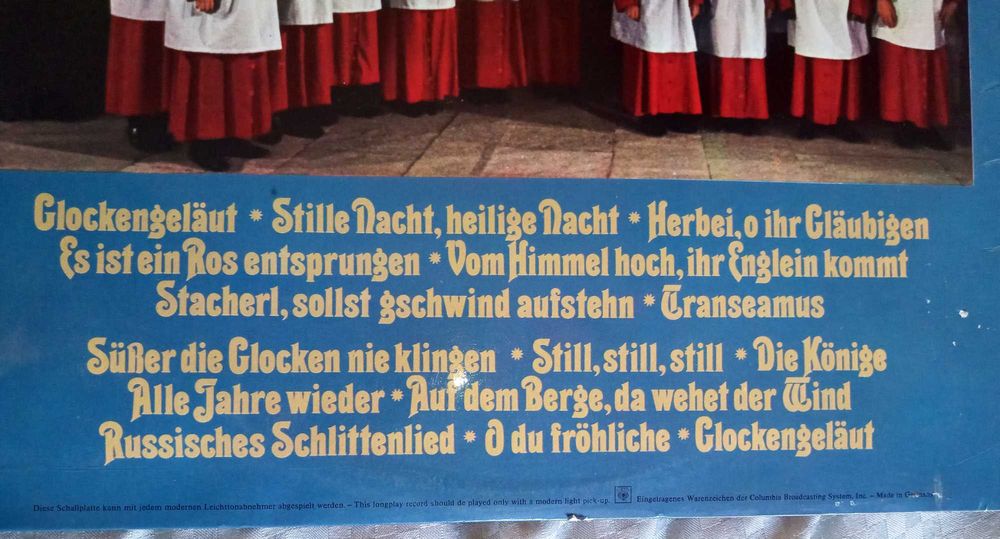 Glockengeläut * Stille Nacht, heilige Nacht * Herbei, o ihr Gläubigen
Es ist ein Ros entsprungen * Vom Himmel hoch, ihr Englein kommt
Stacherl, sollst gschwind aufstehn * Transeamus
Süßer die Glocken nie klingen * Still, still, still * Die Könige
Alle Jahre wieder * Auf dem Berge, da wehet der Wind
Russisches Schlittenlied * O du fröhliche * Glockengeläut
Diese Schallplatte kann mit jedem modernen Leichttonabnehmer abgespielt werden. – This longplay record should de played only with a modern light pick-up. Eingetragenes Warenzeichen der Columbia Broadcasting System, Inc. – Made in Germany